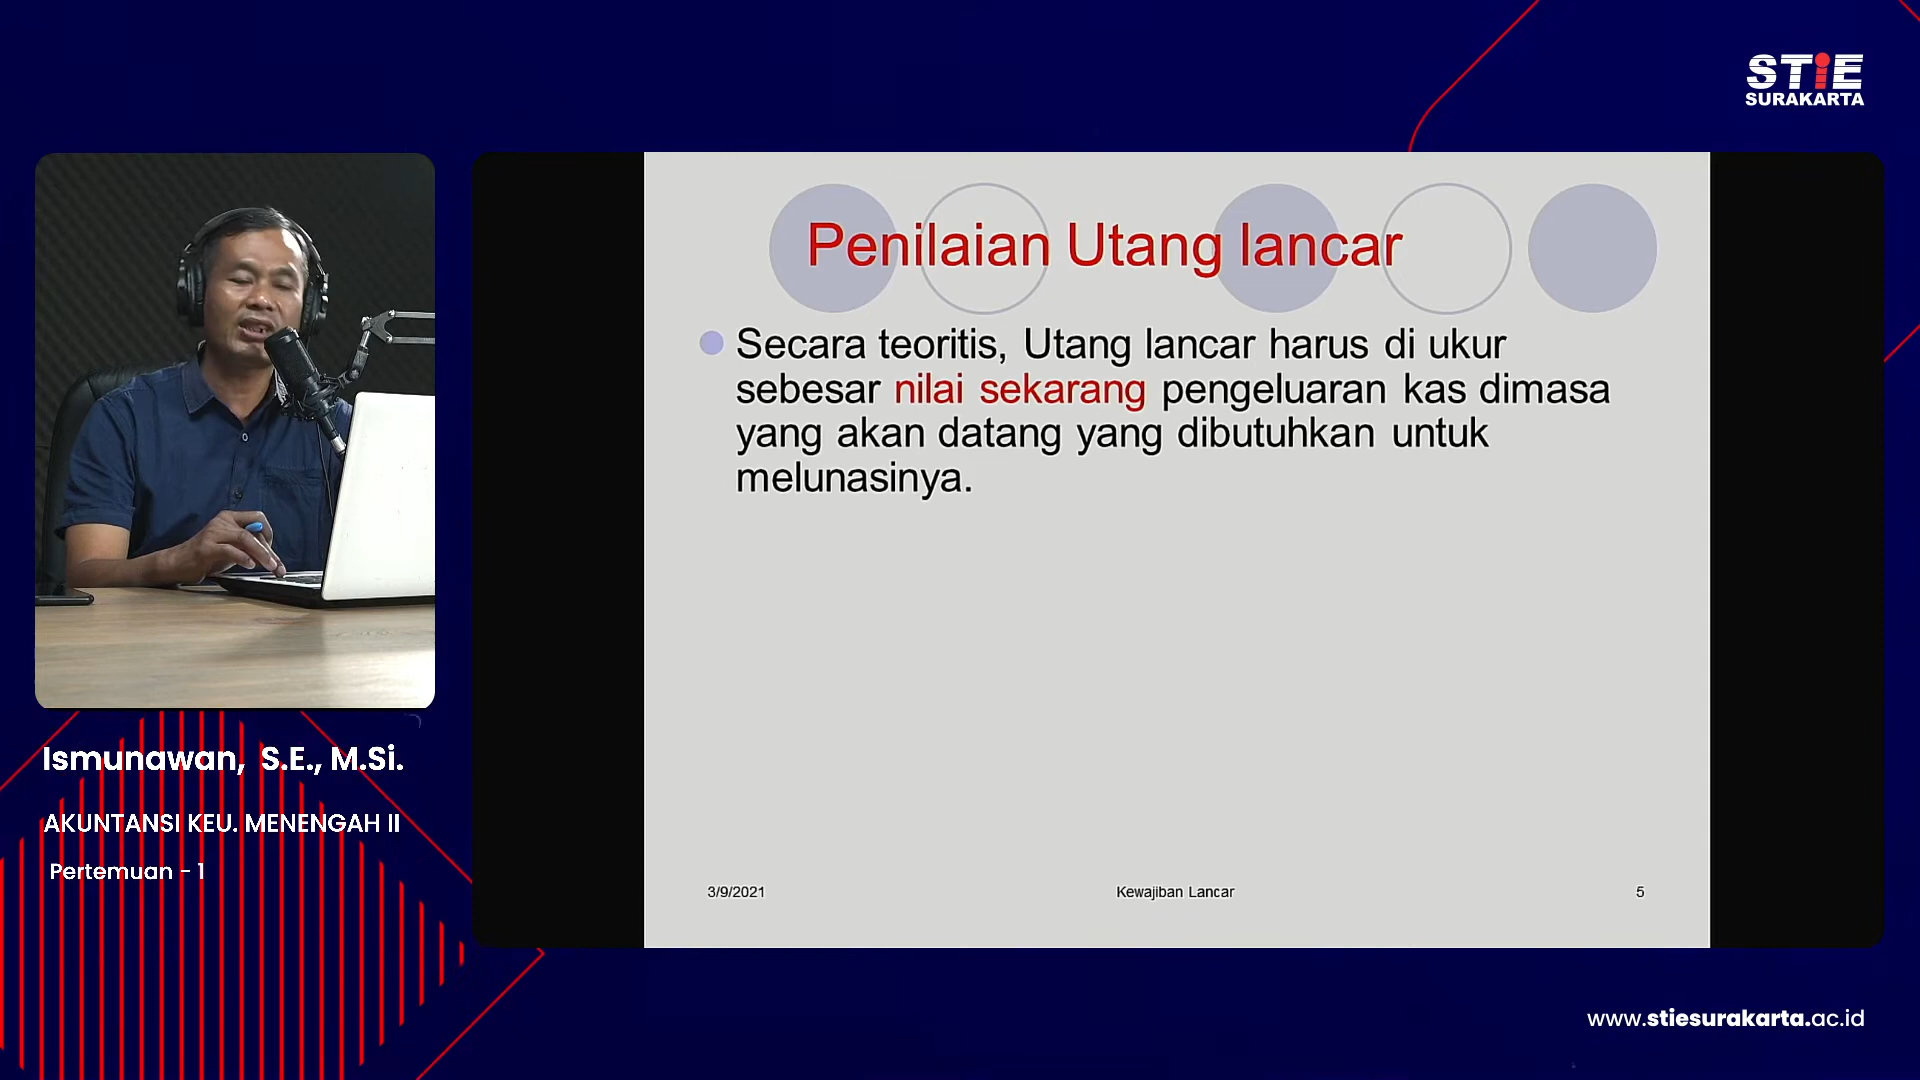 STiE
SURAKARTA
Penilaian Utang lancar
Secara teoritis, Utang lancar harus di ukur
sebesar nilai sekarang pengeluaran kas dimasa
yang akan datang yang dibutuhkan untuk
melunasinya.
3/9/2021
Kewajiban Lancar
5
Ismunawan, S.E., M.Si.
AKUNTANSI KEU. MENENGAH II
Pertemuan - 1
www.stiesurakarta.ac.id